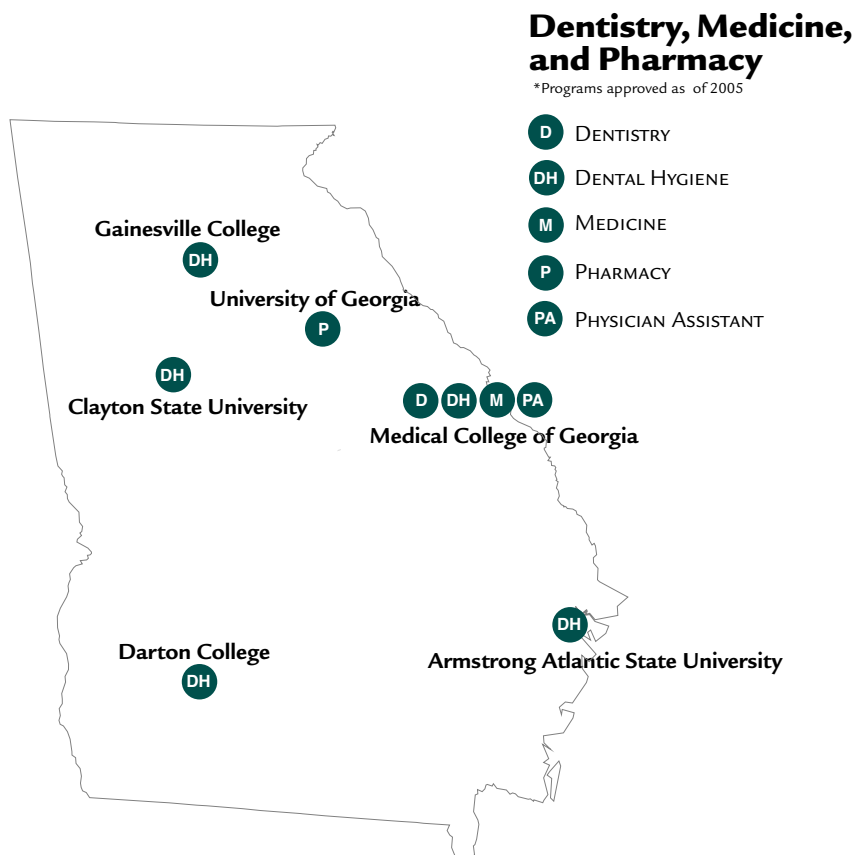 Dentistry, Medicine,
and Pharmacy
*Programs approved as of 2005
D DENTISTRY
DH DENTAL HYGIENE
M MEDICINE
P PHARMACY
PA PHYSICIAN ASSISTANT
Gainesville College
DH
University of Georgia
P
DH
Clayton State University
D DH M PA
Medical College of Georgia
DH
Armstrong Atlantic State University
Darton College
DH